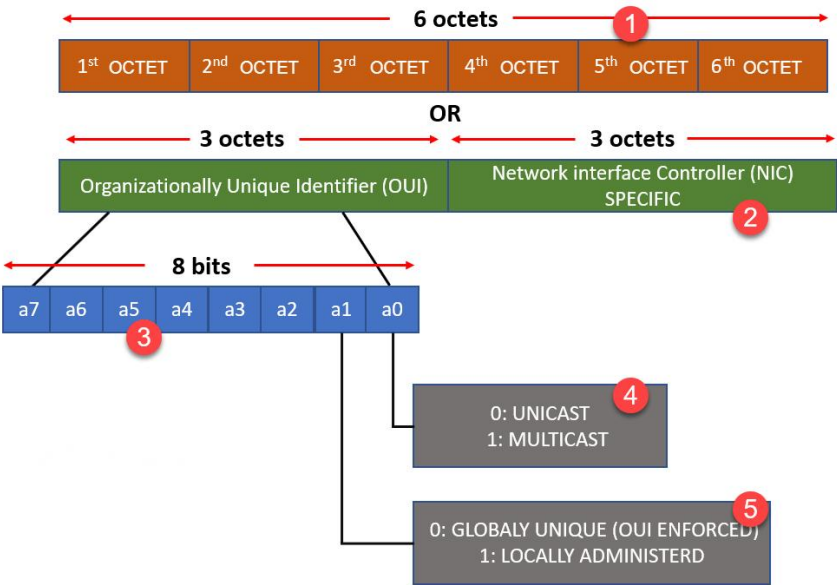 6 octets
1
1st OCTET 2nd OCTET 3rd OCTET 4th OCTET 5th OCTET 6th OCTET
OR
3 octets 3 octets
Organizationally Unique Identifier (OUI)
Network interface Controller (NIC)
SPECIFIC
2
8 bits
a7 a6 a5 a4 a3 a2 a1 a0
3
4
0: UNICAST
1: MULTICAST
5
0: GLOBALY UNIQUE (OUI ENFORCED)
1: LOCALLY ADMINISTERD